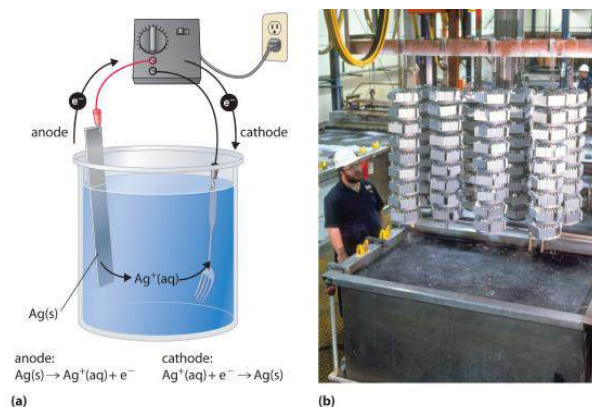 e⁻
e⁻
anode
cathode
Ag⁺(aq)
Ag(s)
anode:
Ag(s) → Ag⁺(aq) + e⁻
cathode:
Ag⁺(aq) + e⁻ → Ag(s)
(a)
(b)